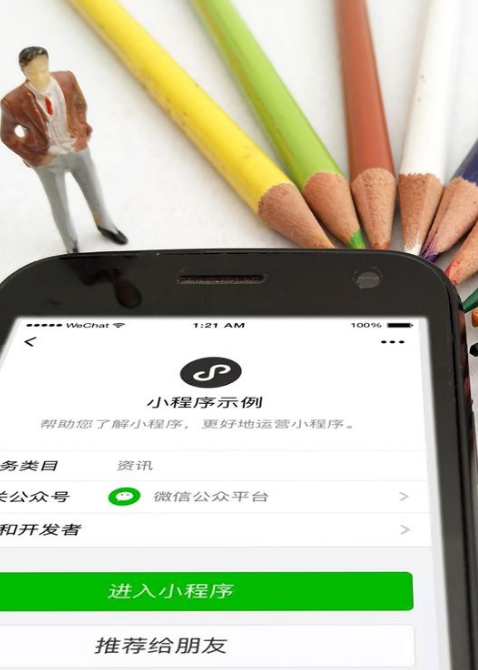 WeChat 1:21 AM 100%
小程序示例
帮助您了解小程序，更好地运营小程序。
务类目 资讯
关公众号 微信公众平台
和开发者
进入小程序
推荐给朋友